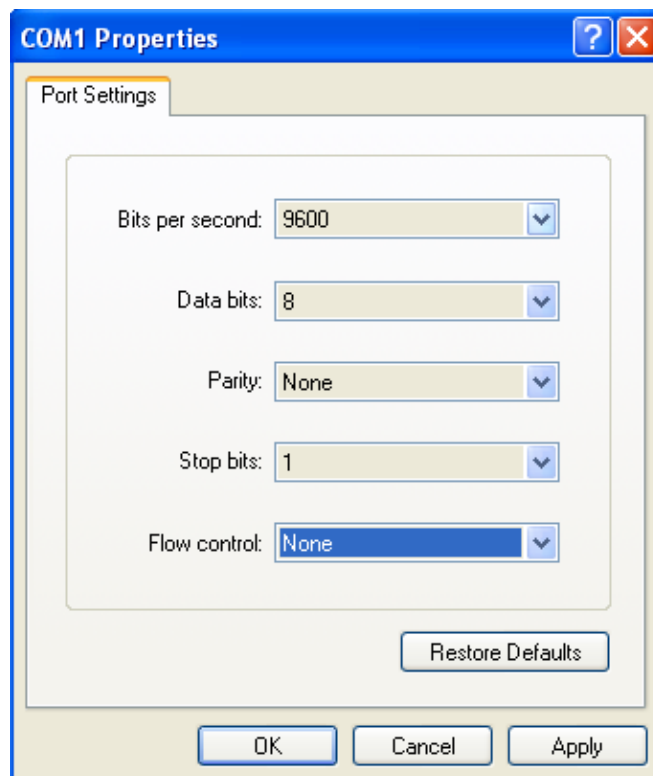 COM1 Properties
Port Settings
Bits per second: 9600
Data bits: 8
Parity: None
Stop bits: 1
Flow control: None
Restore Defaults
OK Cancel Apply